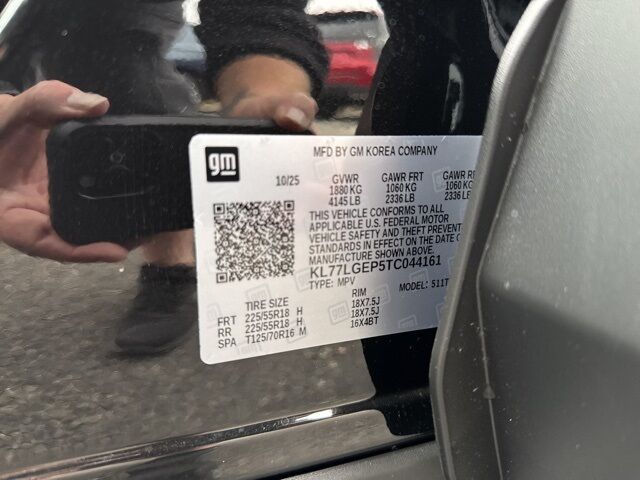 gm
MFD BY GM KOREA COMPANY
10/25 GVWR GAWR FRT GAWR RR
1880 KG 1060 KG 1060 KG
4145 LB 2336 LB 2336 LB
THIS VEHICLE CONFORMS TO ALL
APPLICABLE U.S. FEDERAL MOTOR
VEHICLE SAFETY AND THEFT PREVENT
STANDARDS IN EFFECT ON THE DATE O
MANUFACTURE SHOWN ABOVE.
KL77LGEP5TC044161
TYPE: MPV MODEL: 511T
TIRE SIZE RIM
FRT 225/55R18 H 18X7.5J
RR 225/55R18 H 18X7.5J
SPA T125/70R16 M 16X4BT